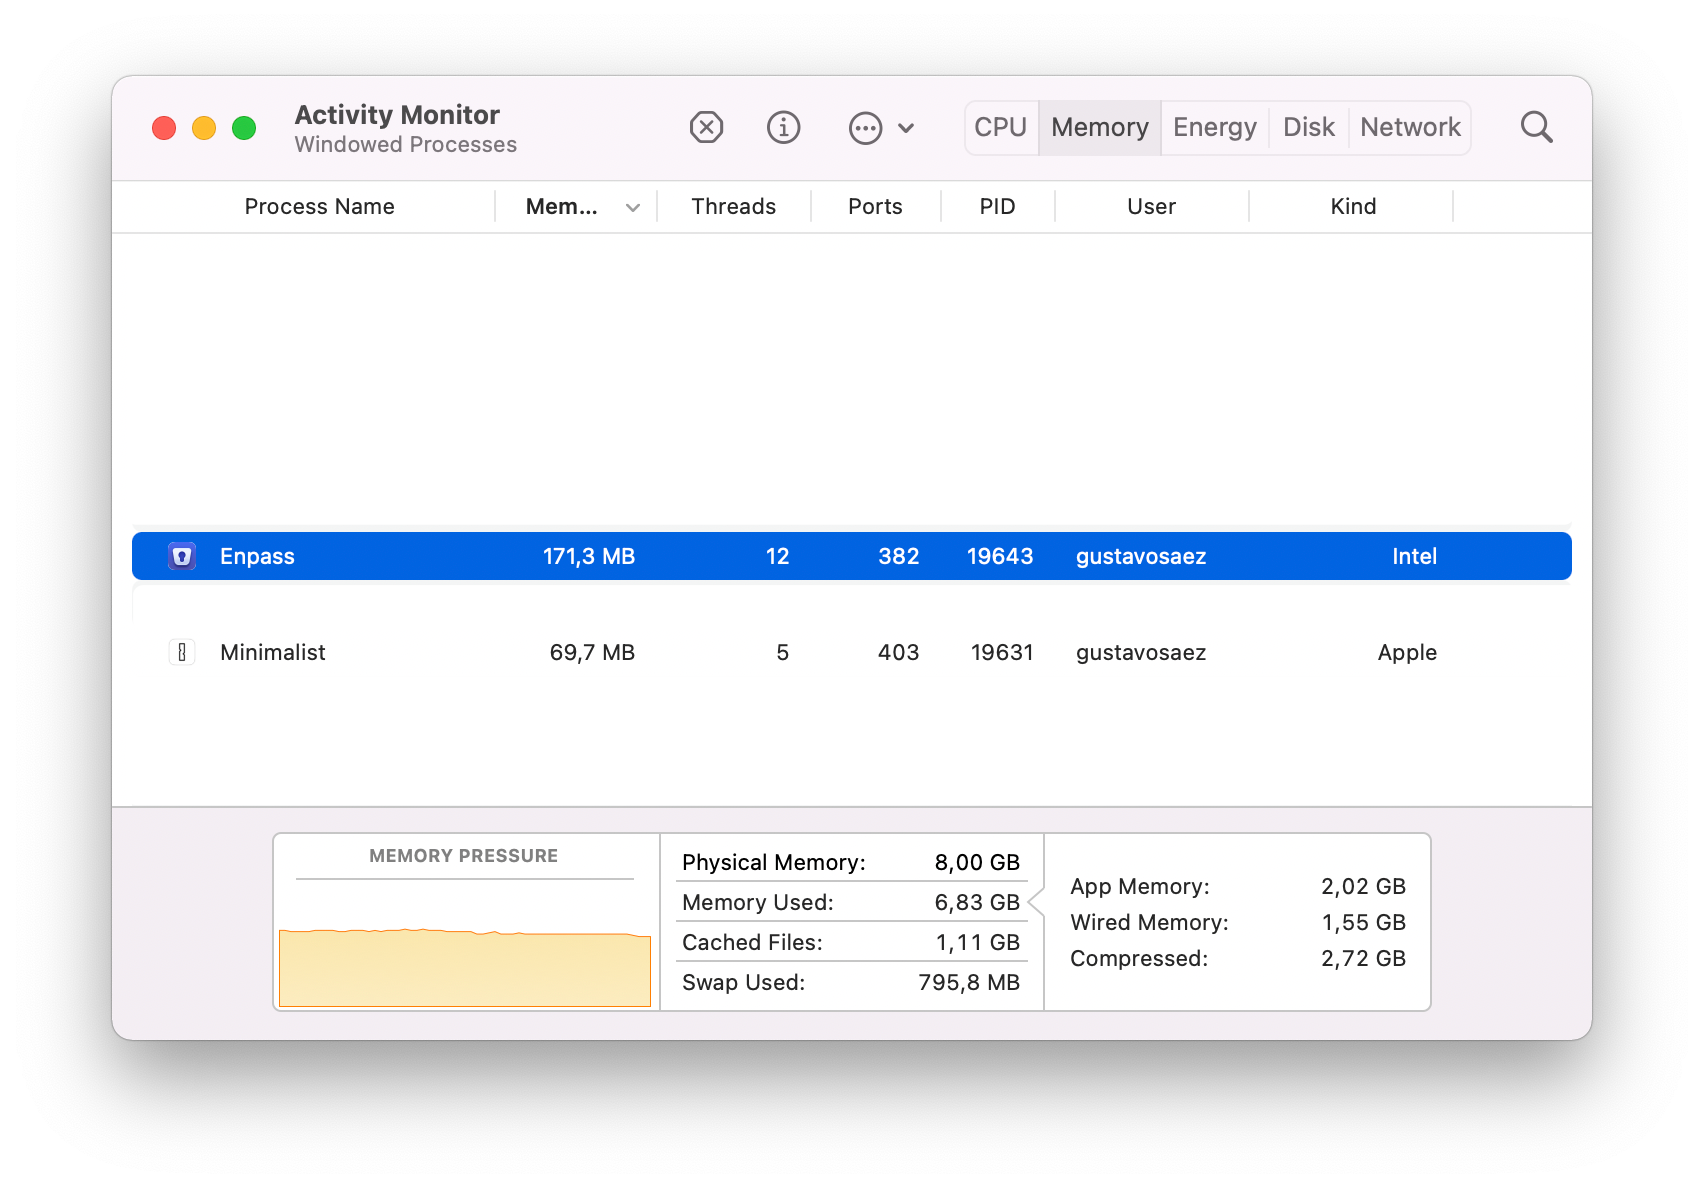 Activity Monitor
Windowed Processes
CPU Memory Energy Disk Network
Process Name Mem... Threads Ports PID User Kind
Enpass 171,3 MB 12 382 19643 gustavosaez Intel
Minimalist 69,7 MB 5 403 19631 gustavosaez Apple
MEMORY PRESSURE
Physical Memory: 8,00 GB
Memory Used: 6,83 GB
Cached Files: 1,11 GB
Swap Used: 795,8 MB
App Memory: 2,02 GB
Wired Memory: 1,55 GB
Compressed: 2,72 GB